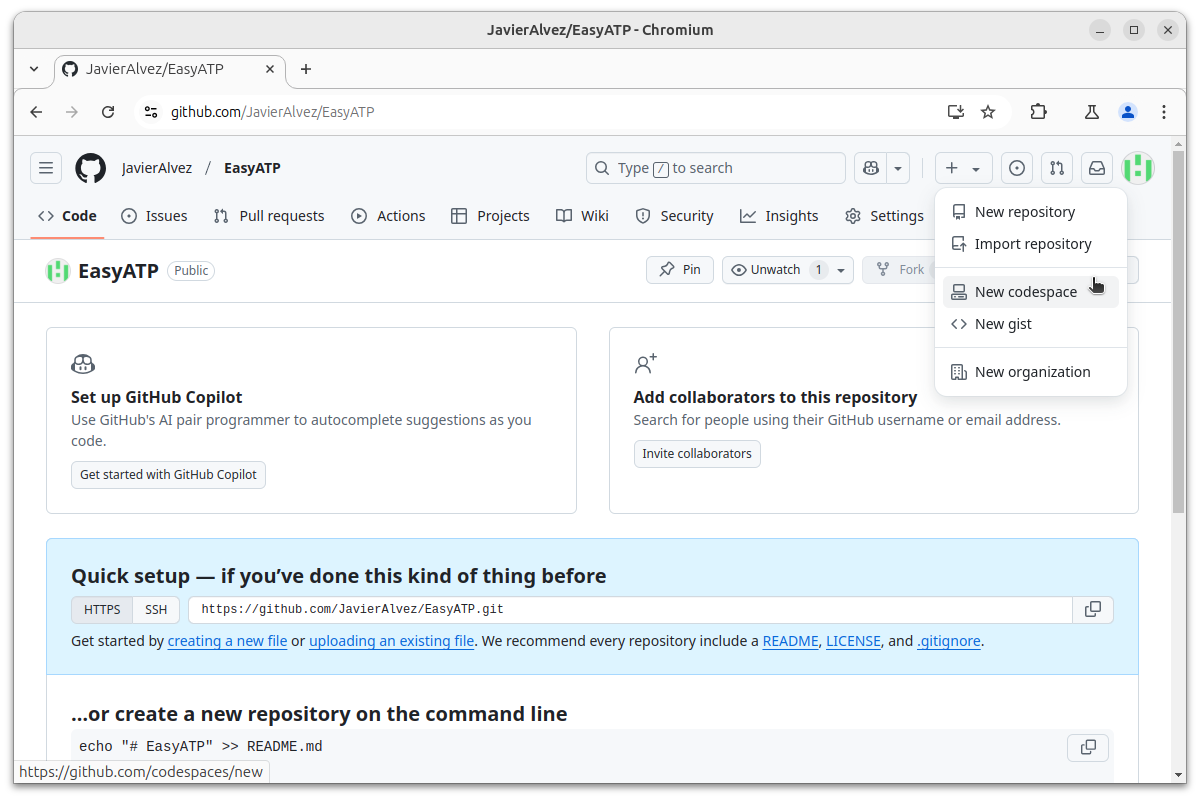 JavierAlvez/EasyATP - Chromium
JavierAlvez/EasyATP
github.com/JavierAlvez/EasyATP
JavierAlvez / EasyATP
Type / to search
Code
Issues
Pull requests
Actions
Projects
Wiki
Security
Insights
Settings
New repository
Import repository
New codespace
New gist
New organization
EasyATP
Public
Pin
Unwatch 1
Fork
Set up GitHub Copilot
Use GitHub's AI pair programmer to autocomplete suggestions as you
code.
Get started with GitHub Copilot
Add collaborators to this repository
Search for people using their GitHub username or email address.
Invite collaborators
Quick setup — if you’ve done this kind of thing before
HTTPS
SSH
https://github.com/JavierAlvez/EasyATP.git
Get started by creating a new file or uploading an existing file. We recommend every repository include a README, LICENSE, and .gitignore.
…or create a new repository on the command line
echo "# EasyATP" >> README.md
https://github.com/codespaces/new